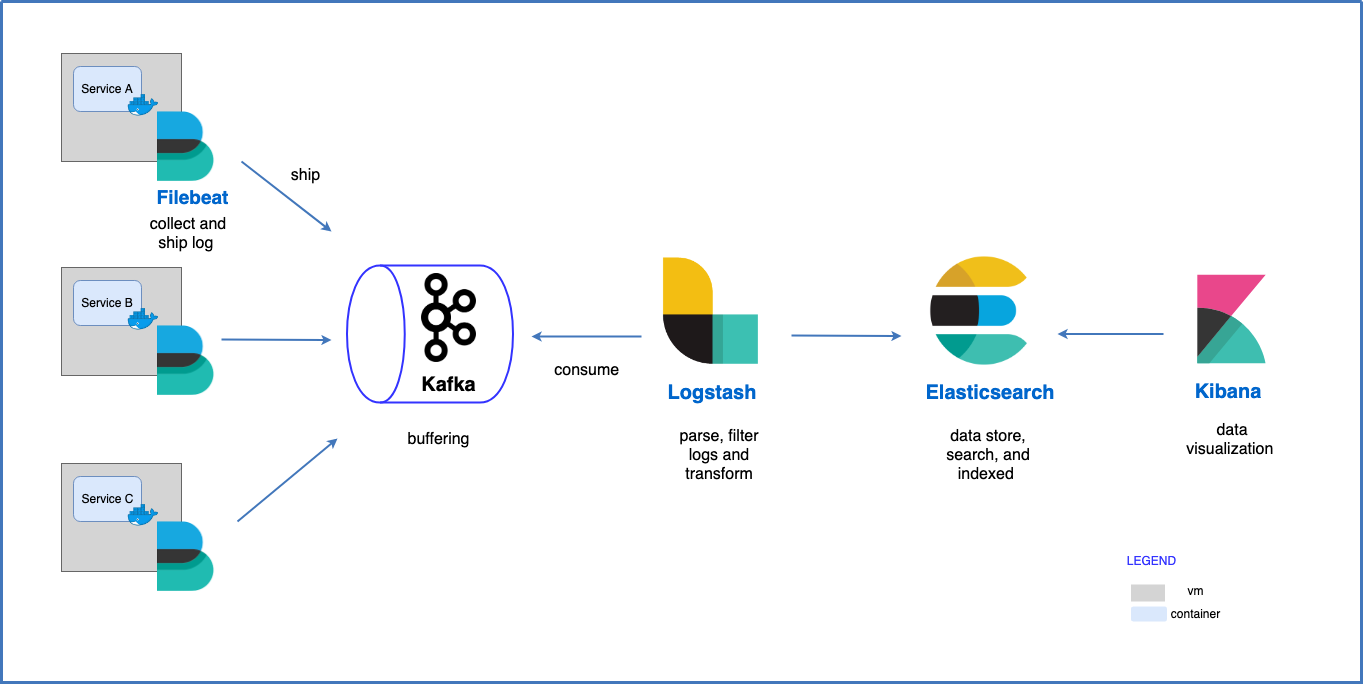 Service A
Filebeat
collect and
ship log
ship
Service B
Service C
Kafka
buffering
consume
Logstash
parse, filter
logs and
transform
Elasticsearch
data store,
search, and
indexed
Kibana
data
visualization
LEGEND
vm
container